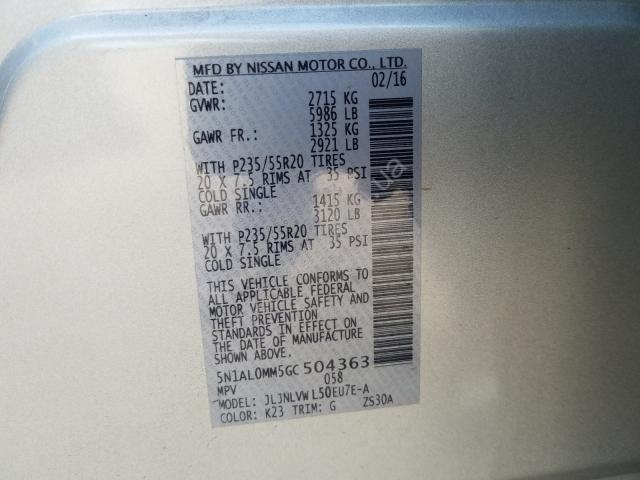 MFD BY NISSAN MOTOR CO., LTD.
DATE: 02/16
GVWR: 2715 KG
5986 LB
GAWR FR.: 1325 KG
2921 LB
WITH P235/55R20 TIRES
20 X 7.5 RIMS AT 35 PSI
COLD SINGLE
GAWR RR.: 1415 KG
3120 LB
WITH P235/55R20 TIRES
20 X 7.5 RIMS AT 35 PSI
COLD SINGLE
THIS VEHICLE CONFORMS TO
ALL APPLICABLE FEDERAL
MOTOR VEHICLE SAFETY AND
THEFT PREVENTION
STANDARDS IN EFFECT ON
THE DATE OF MANUFACTURE
SHOWN ABOVE.
5N1AL0MM5GC 504363
MPV 058
MODEL: JLJNLVW L50EU7E-A
COLOR: K23 TRIM: G ZS30A